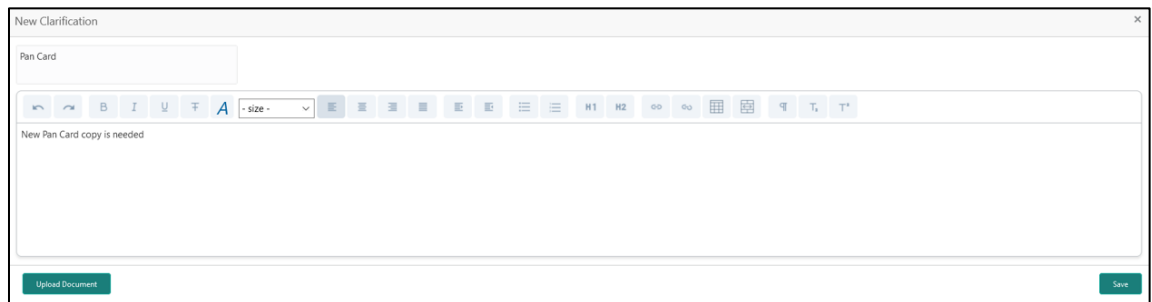 New Clarification
Pan Card
B I U T A - size - H1 H2 ¶ T, T+
New Pan Card copy is needed
Upload Document Save